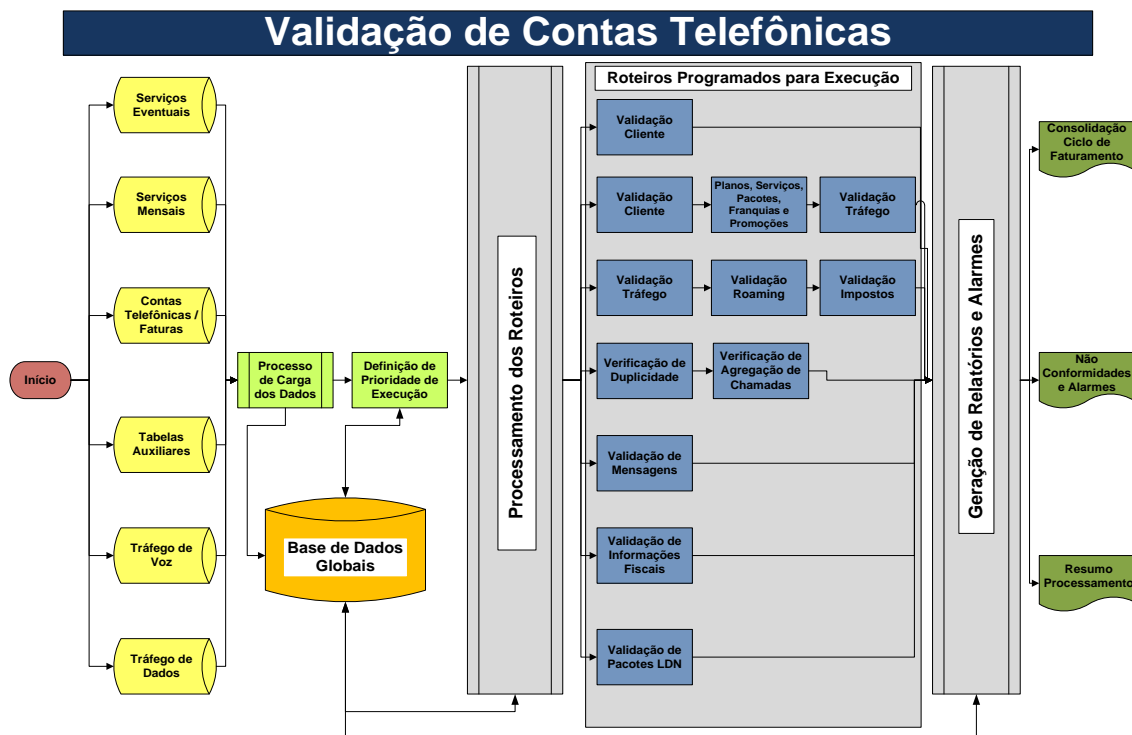 Validação de Contas Telefônicas
Início
Serviços
Eventuais
Serviços
Mensais
Contas
Telefônicas /
Faturas
Tabelas
Auxiliares
Tráfego de
Voz
Tráfego de
Dados
Processo
de Carga
dos Dados
Definição de
Prioridade de
Execução
Base de Dados
Globais
Processamento dos Roteiros
Roteiros Programados para Execução
Validação
Cliente
Validação
Cliente
Planos, Serviços,
Pacotes,
Franquias e
Promoções
Validação
Tráfego
Validação
Tráfego
Validação
Roaming
Validação
Impostos
Verificação de
Duplicidade
Verificação de
Agregação de
Chamadas
Validação de
Mensagens
Validação de
Informações
Fiscais
Validação de
Pacotes LDN
Geração de Relatórios e Alarmes
Consolidação
Ciclo de
Faturamento
Não
Conformidades
e Alarmes
Resumo
Processamento